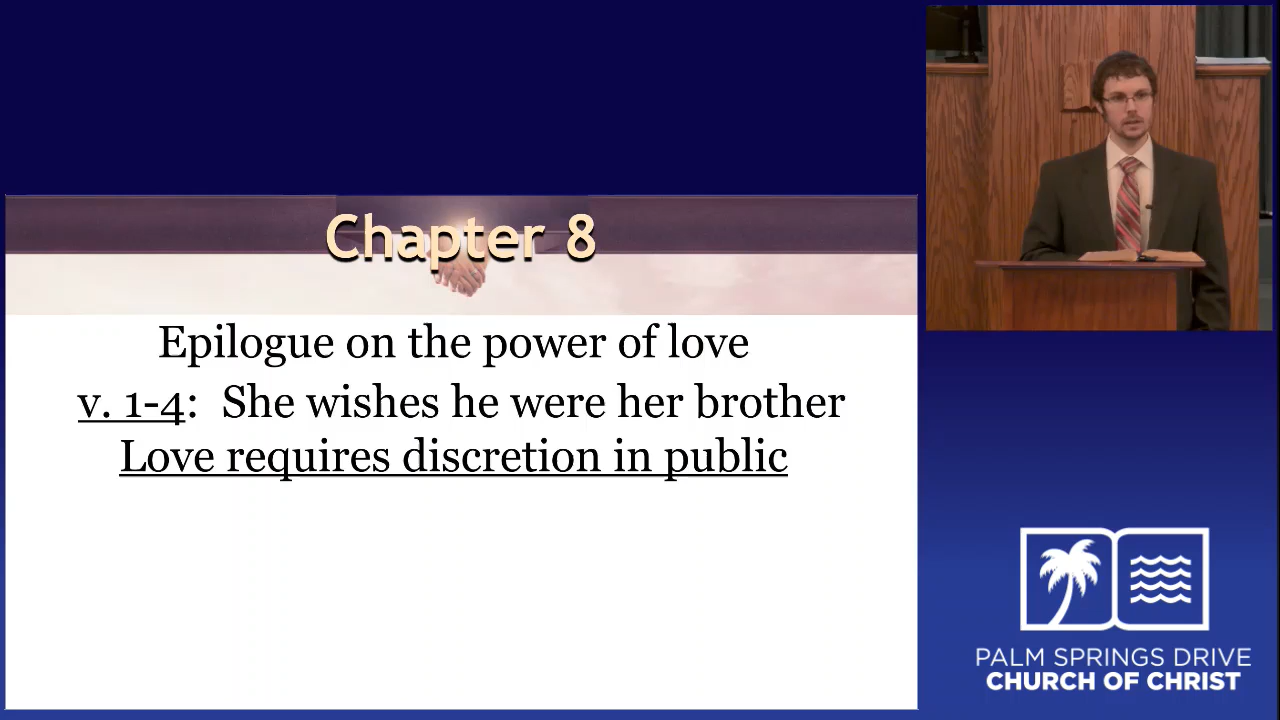 Chapter 8
Epilogue on the power of love
v. 1-4:  She wishes he were her brother
Love requires discretion in public
PALM SPRINGS DRIVE
CHURCH OF CHRIST